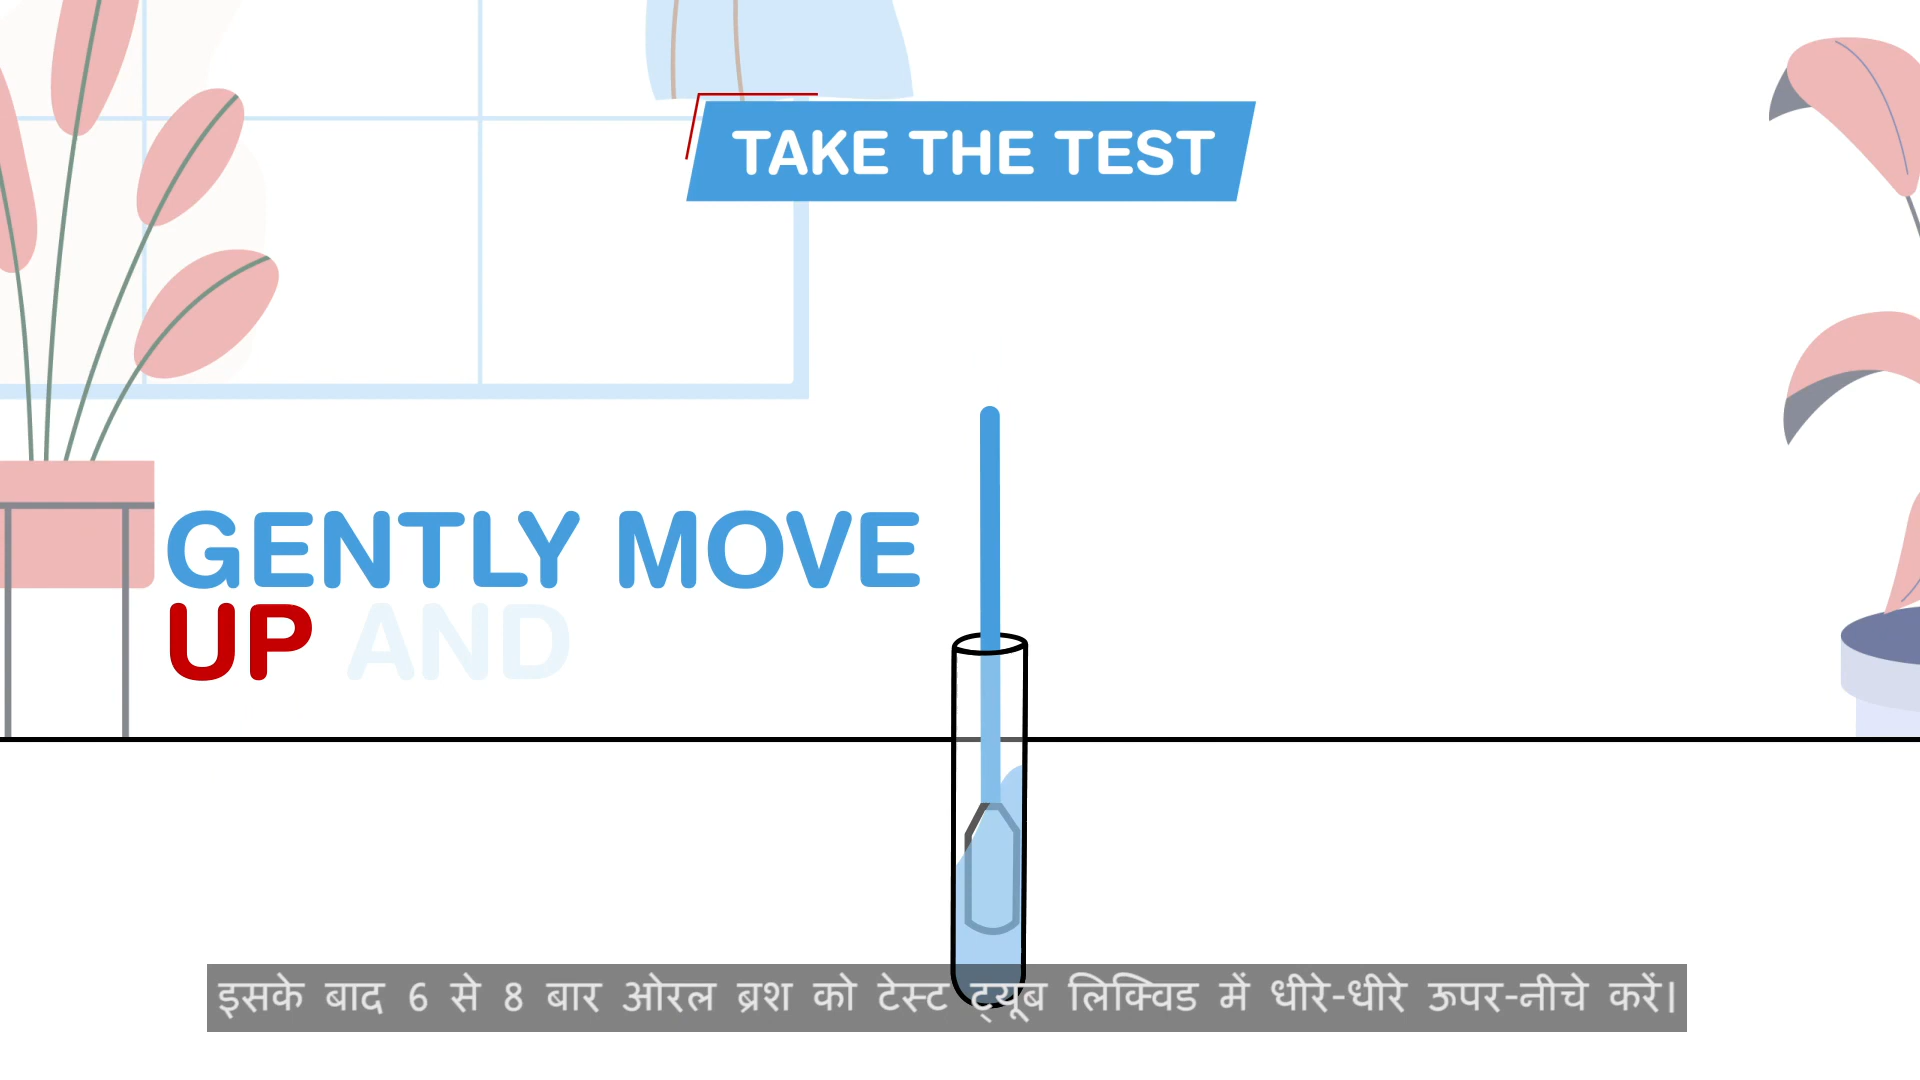 TAKE THE TEST
GENTLY MOVE
UP AND
इसके बाद 6 से 8 बार ओरल ब्रश को टेस्ट ट्यूब लिक्विड में धीरे-धीरे ऊपर-नीचे करें।